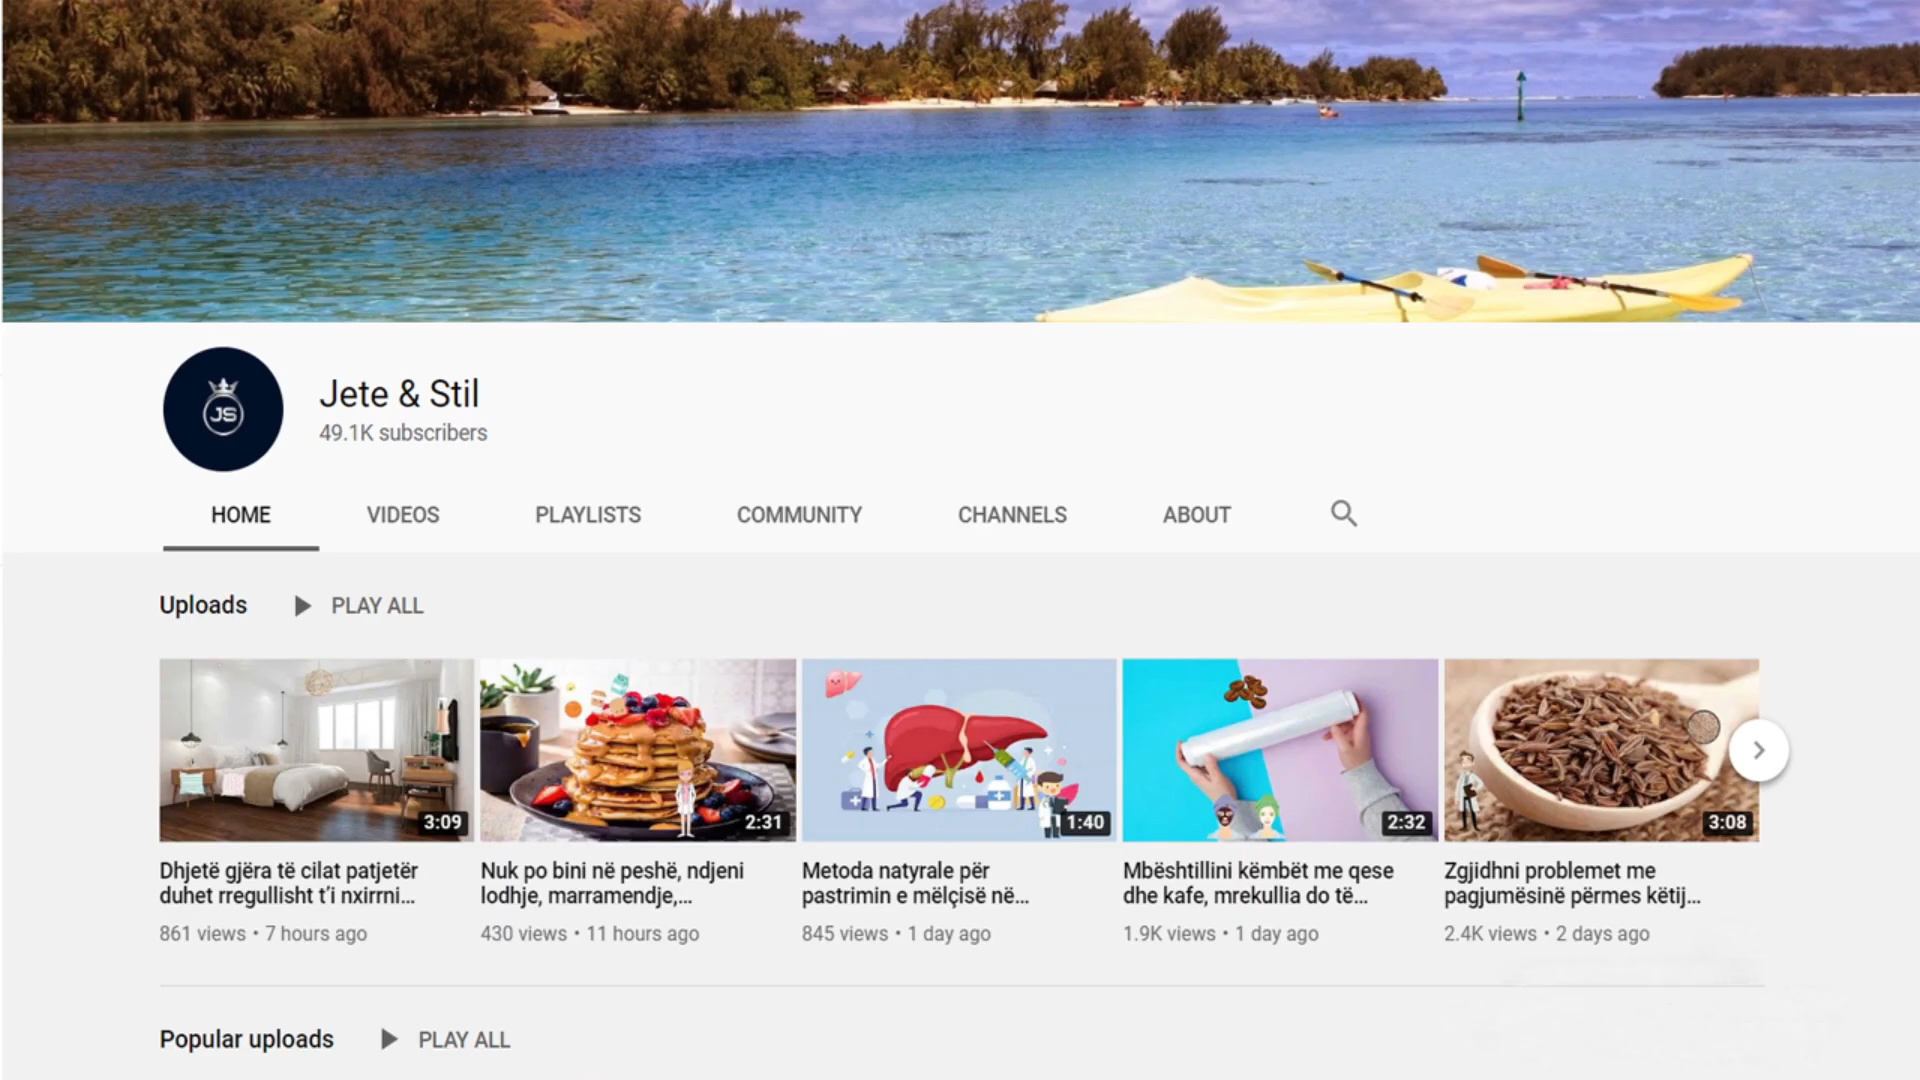 JS
Jete & Stil
49.1K subscribers
HOME VIDEOS PLAYLISTS COMMUNITY CHANNELS ABOUT
Uploads PLAY ALL
3:09 2:31 1:40 2:32 3:08
Dhjetë gjëra të cilat patjetër
duhet rregullisht t'i nxirrni...
861 views • 7 hours ago
Nuk po bini në peshë, ndjeni
lodhje, marramendje,...
430 views • 11 hours ago
Metoda natyrale për
pastrimin e mëlçisë në...
845 views • 1 day ago
Mbështillini këmbët me qese
dhe kafe, mrekullia do të...
1.9K views • 1 day ago
Zgjidhni problemet me
pagjumësinë përmes këtij...
2.4K views • 2 days ago
Popular uploads PLAY ALL